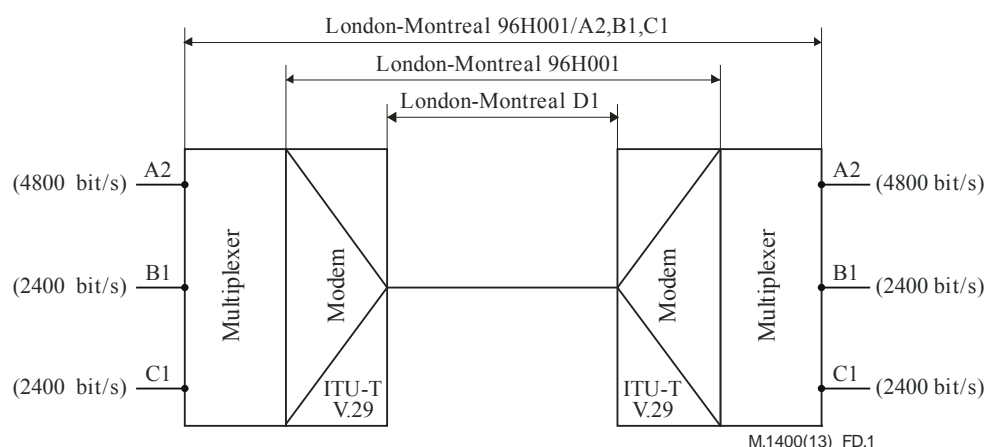 London-Montreal 96H001/A2,B1,C1
London-Montreal 96H001
London-Montreal D1
A2
(4800 bit/s)
B1
(2400 bit/s)
C1
(2400 bit/s)
Multiplexer
Modem
ITU-T
V.29
Modem
ITU-T
V.29
Multiplexer
A2
(4800 bit/s)
B1
(2400 bit/s)
C1
(2400 bit/s)
M.1400(13)_FD.1